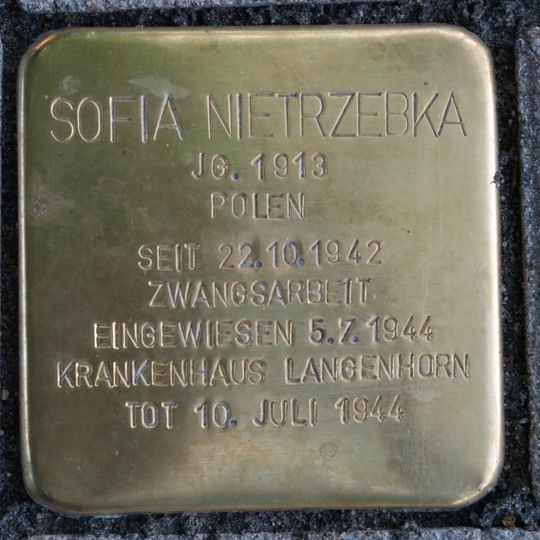 SOFIA NIETRZEBKA
JG. 1913
POLEN
SEIT 22.10.1942
ZWANGSARBEIT
EINGEWIESEN 5.7.1944
KRANKENHAUS LANGENHORN
TOT 10. JULI 1944